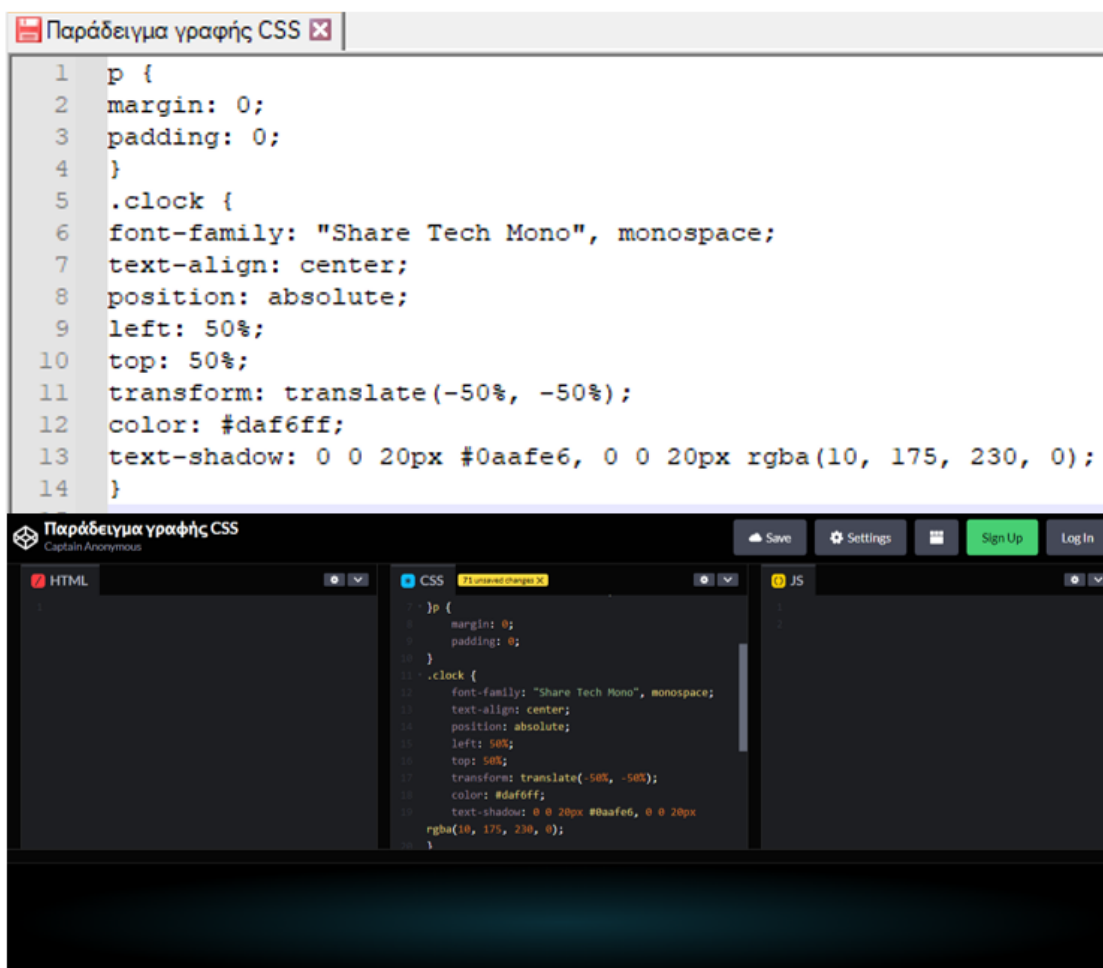 Παράδειγμα γραφής CSS
1 p {
2 margin: 0;
3 padding: 0;
4 }
5 .clock {
6 font-family: "Share Tech Mono", monospace;
7 text-align: center;
8 position: absolute;
9 left: 50%;
10 top: 50%;
11 transform: translate(-50%, -50%);
12 color: #daf6ff;
13 text-shadow: 0 0 20px #0aafe6, 0 0 20px rgba(10, 175, 230, 0);
14 }
Παράδειγμα γραφής CSS
Captain Anonymous
Save Settings Sign Up Log In
HTML
1
CSS 71 unsaved changes X
7 }p {
8 margin: 0;
9 padding: 0;
10 }
11 .clock {
12 font-family: "Share Tech Mono", monospace;
13 text-align: center;
14 position: absolute;
15 left: 50%;
16 top: 50%;
17 transform: translate(-50%, -50%);
18 color: #daf6ff;
19 text-shadow: 0 0 20px #0aafe6, 0 0 20px
rgba(10, 175, 230, 0);
20 }
JS
1
2